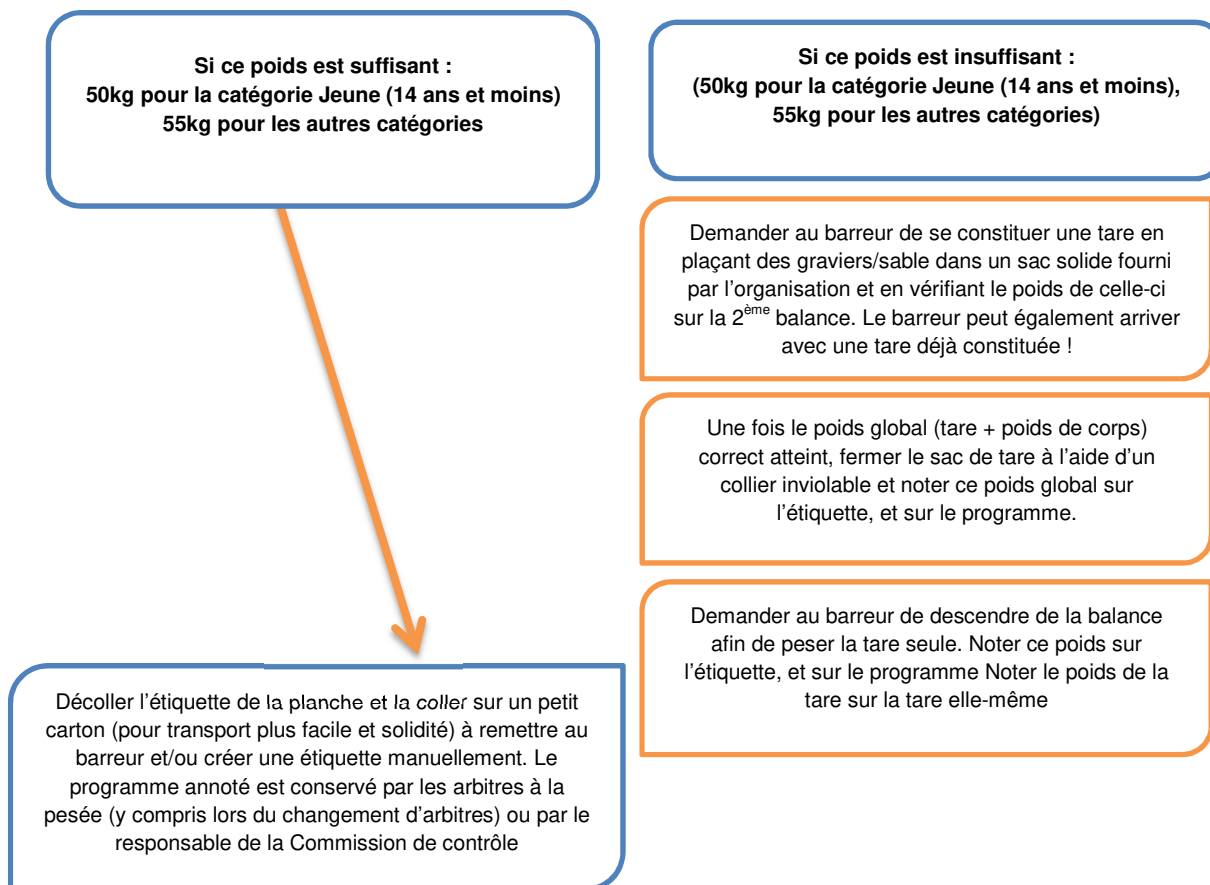 Si ce poids est suffisant :
50kg pour la catégorie Jeune (14 ans et moins)
55kg pour les autres catégories
Si ce poids est insuffisant :
(50kg pour la catégorie Jeune (14 ans et moins),
55kg pour les autres catégories)
Demander au barreur de se constituer une tare en
plaçant des graviers/sable dans un sac solide fourni
par l’organisation et en vérifiant le poids de celle-ci
sur la 2ème balance. Le barreur peut également arriver
avec une tare déjà constituée !
Une fois le poids global (tare + poids de corps)
correct atteint, fermer le sac de tare à l’aide d’un
collier inviolable et noter ce poids global sur
l’étiquette, et sur le programme.
Demander au barreur de descendre de la balance
afin de peser la tare seule. Noter ce poids sur
l’étiquette, et sur le programme Noter le poids de la
tare sur la tare elle-même
Décoller l’étiquette de la planche et la coller sur un petit
carton (pour transport plus facile et solidité) à remettre au
barreur et/ou créer une étiquette manuellement. Le
programme annoté est conservé par les arbitres à la
pesée (y compris lors du changement d’arbitres) ou par le
responsable de la Commission de contrôle